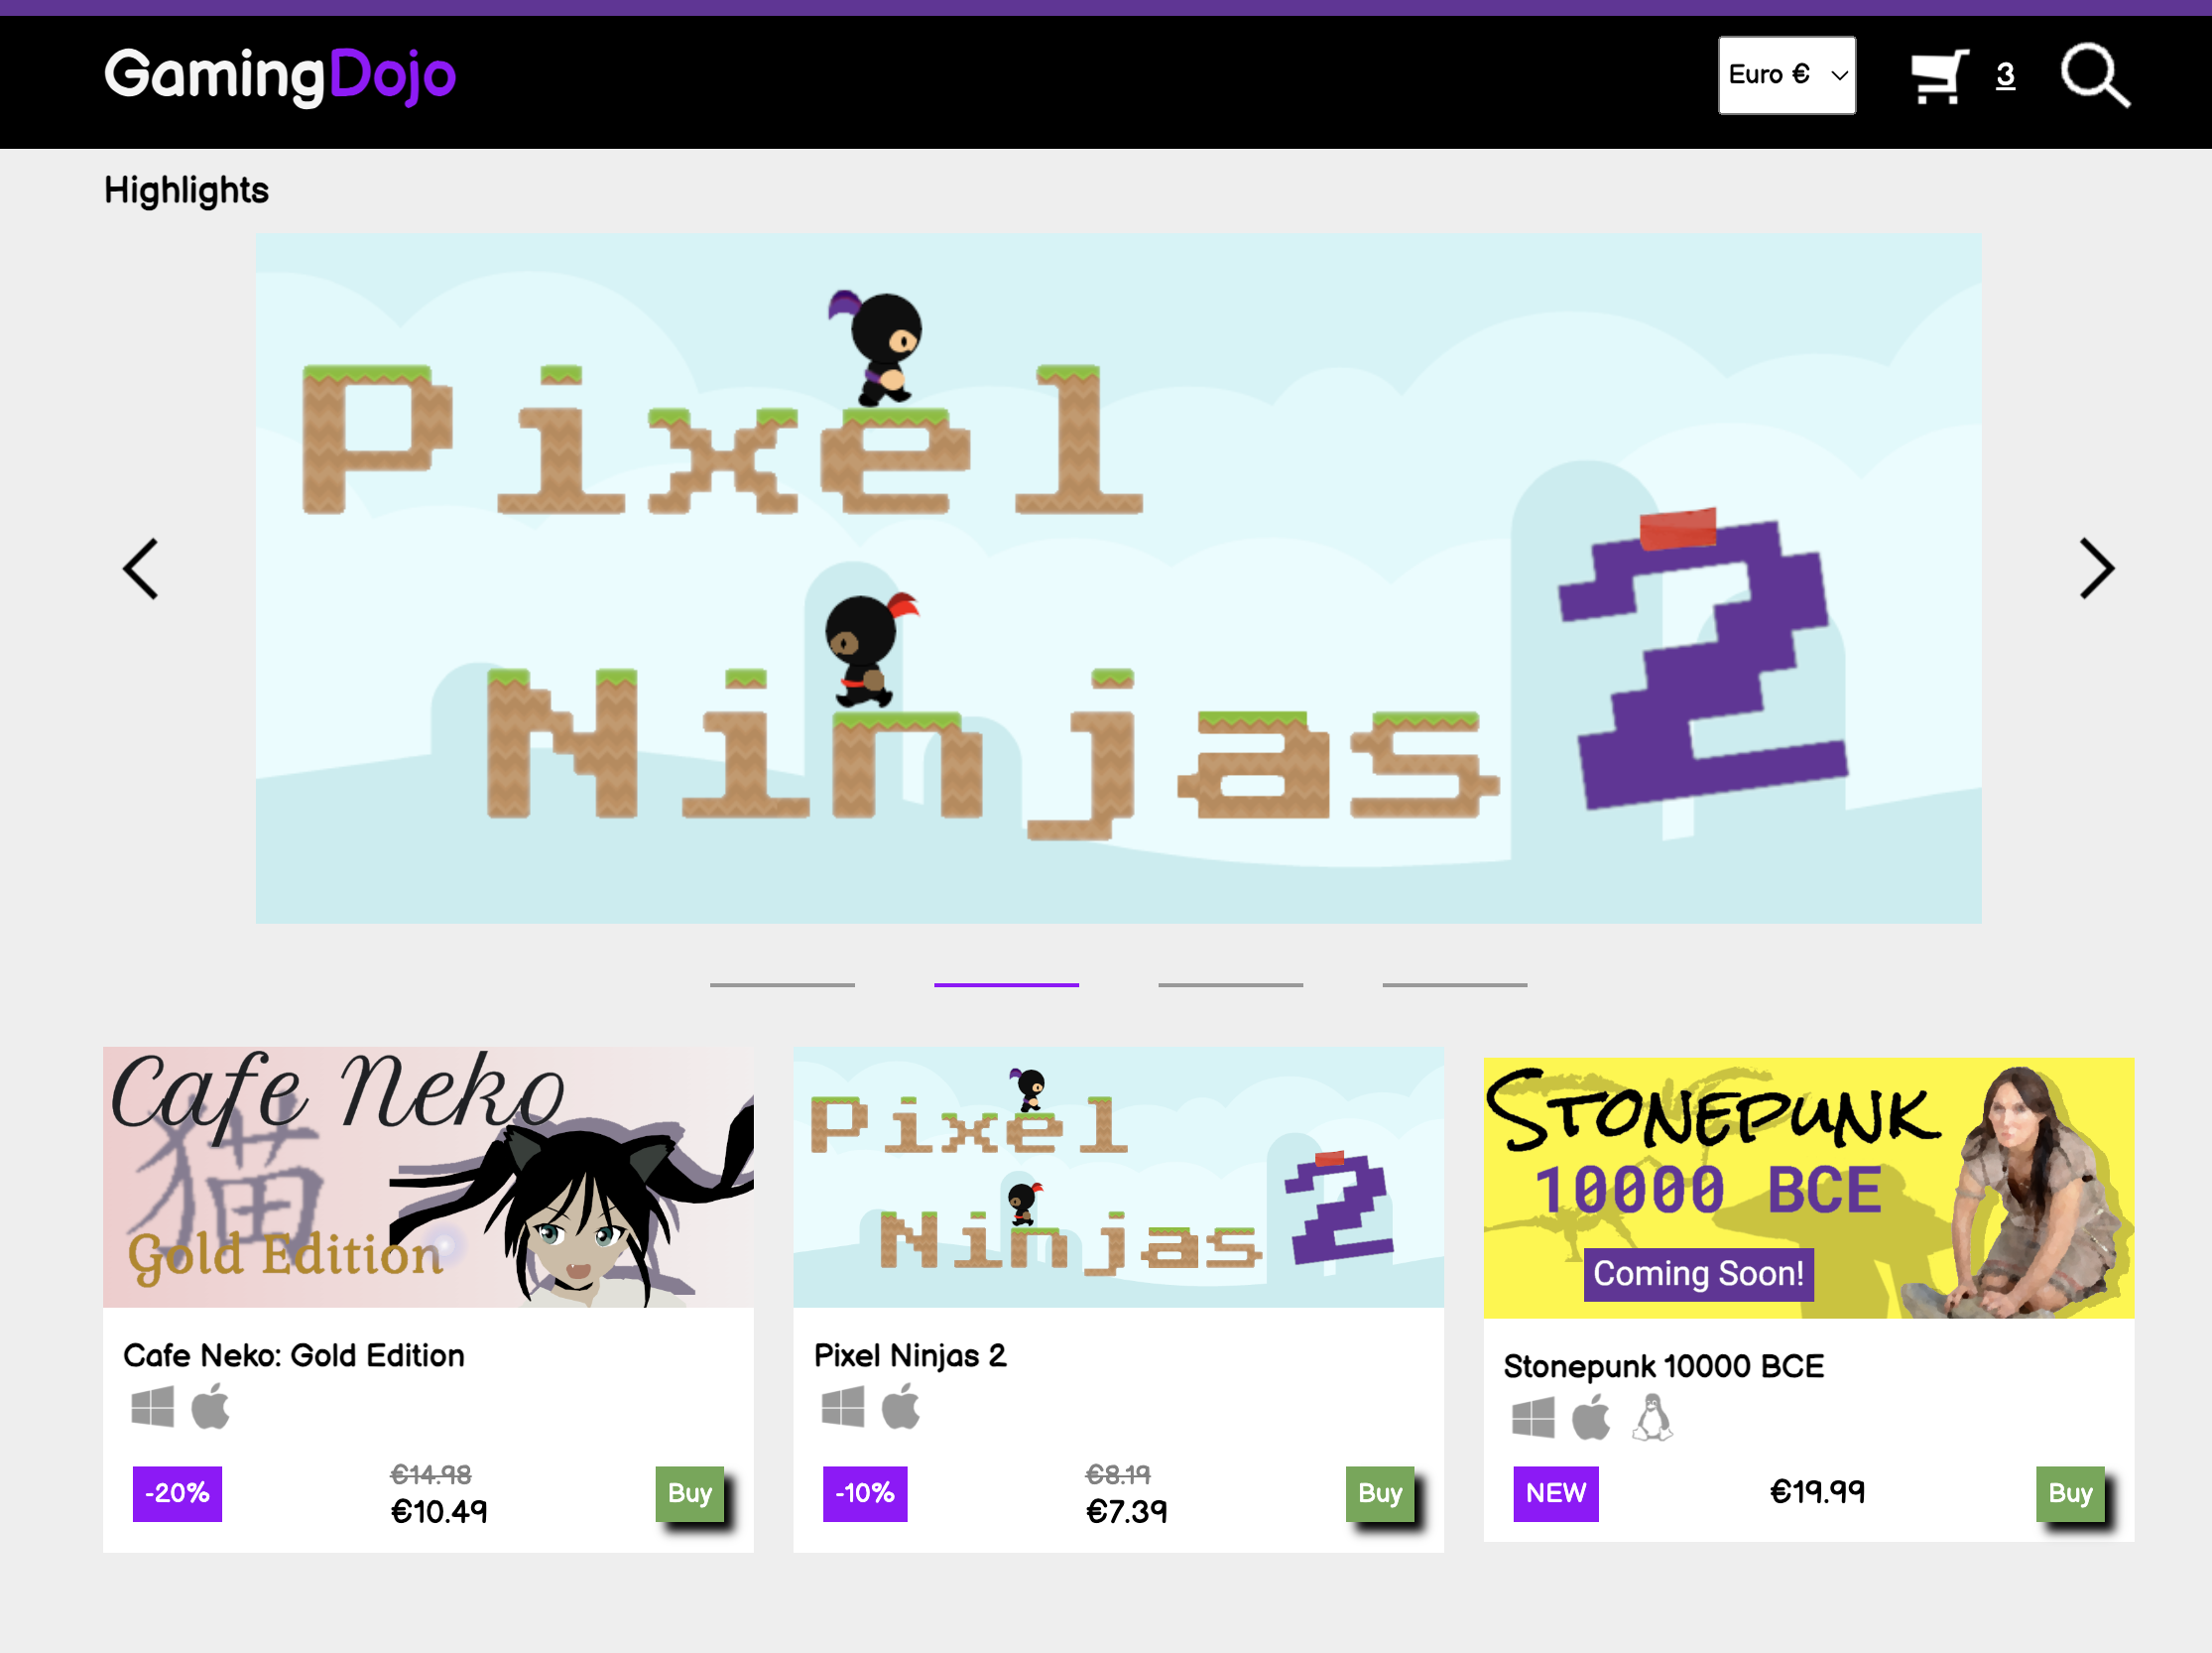 GamingDojo
Euro €
3
Highlights
Pixel
Ninjas 2
Cafe Neko
猫
Gold Edition
Cafe Neko: Gold Edition
-20%
€14.98
€10.49
Buy
Pixel
Ninjas 2
Pixel Ninjas 2
-10%
€8.19
€7.39
Buy
STONEPUNK
10000 BCE
Coming Soon!
Stonepunk 10000 BCE
NEW
€19.99
Buy